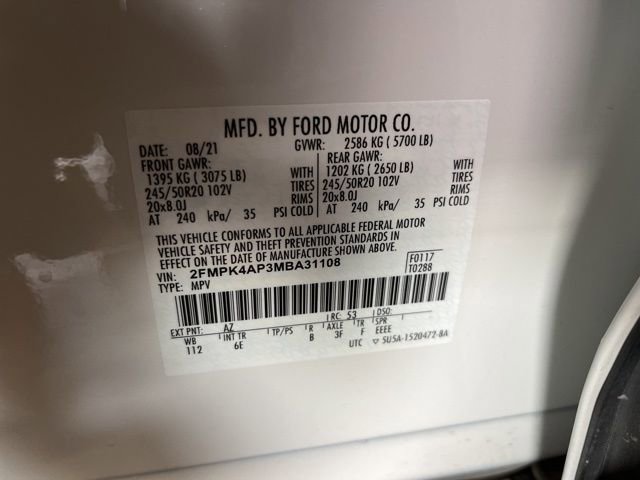 MFD. BY FORD MOTOR CO.
DATE: 08/21 GVWR: 2586 KG ( 5700 LB)
FRONT GAWR: REAR GAWR:
1395 KG ( 3075 LB) WITH 1202 KG ( 2650 LB) WITH
245/50R20 102V TIRES 245/50R20 102V TIRES
20x8.0J RIMS 20x8.0J RIMS
AT 240 kPa/ 35 PSI COLD AT 240 kPa/ 35 PSI COLD
THIS VEHICLE CONFORMS TO ALL APPLICABLE FEDERAL MOTOR
VEHICLE SAFETY AND THEFT PREVENTION STANDARDS IN
EFFECT ON THE DATE OF MANUFACTURE SHOWN ABOVE.
VIN: 2FMPK4AP3MBA31108 F0117
TYPE: MPV T0288
EXT PNT: AZ RC: 53 DSO:
WB INT TR TP/PS R AXLE TR SPR
112 6E B 3F F EEEE
UTC ▽ 5U5A-1520472-BA